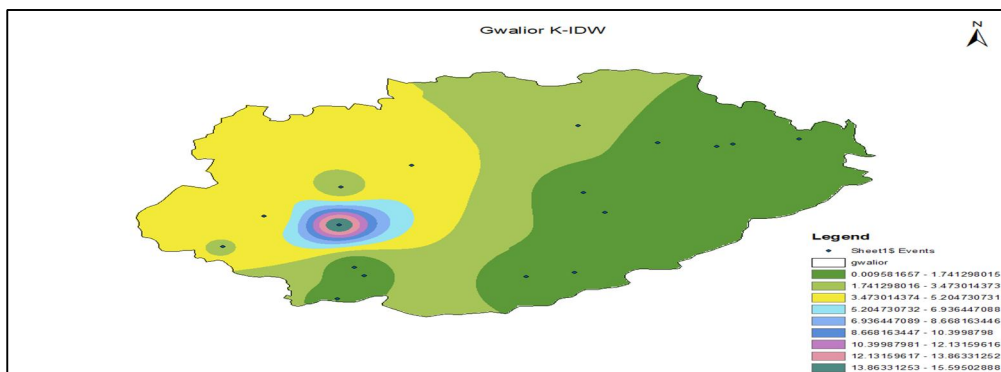 Gwalior K-IDW
N
Legend
Sheet1$ Events
gwalior
0.009581657 - 1.741298015
1.741298016 - 3.473014373
3.473014374 - 5.204730731
5.204730732 - 6.936447088
6.936447089 - 8.668163446
8.668163447 - 10.3998798
10.39987981 - 12.13159616
12.13159617 - 13.86331252
13.86331253 - 15.59502888